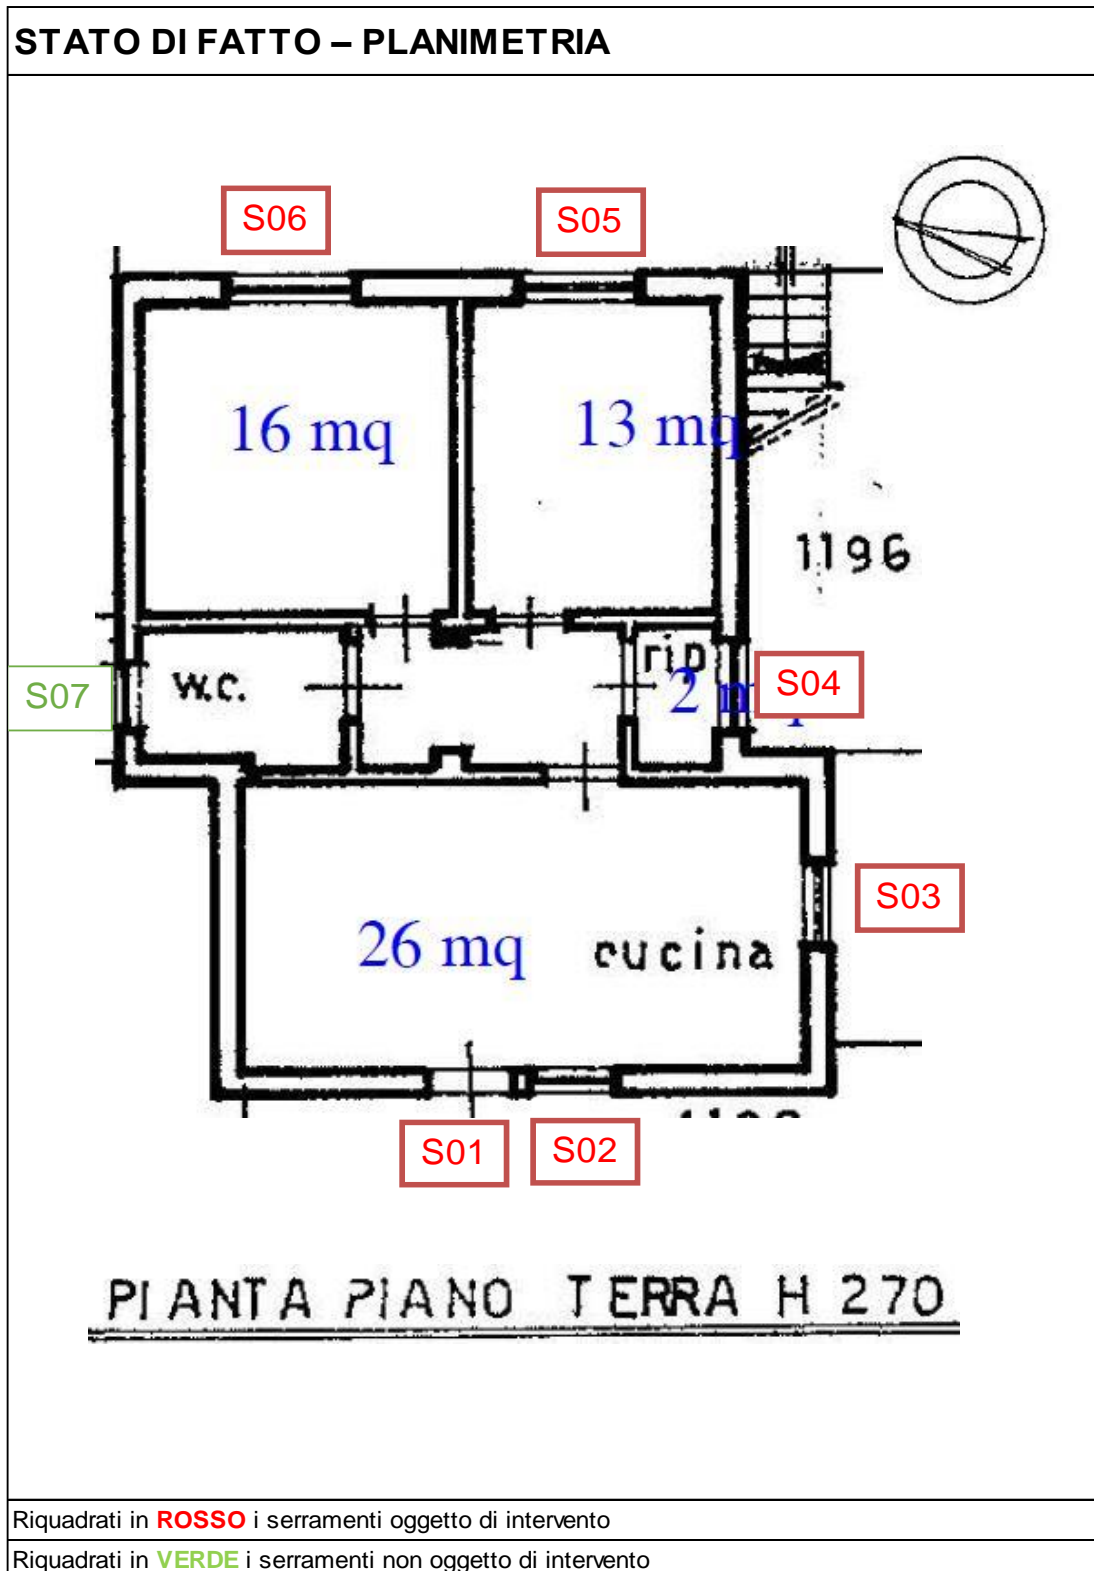 STATO DI FATTO – PLANIMETRIA
S06
S05
16 mq
13 mq
1196
w.c.
rip
S07
2 mq
S04
S03
26 mq
cucina
S01
S02
PIANTA PIANO TERRA H 270
Riquadrati in ROSSO i serramenti oggetto di intervento
Riquadrati in VERDE i serramenti non oggetto di intervento